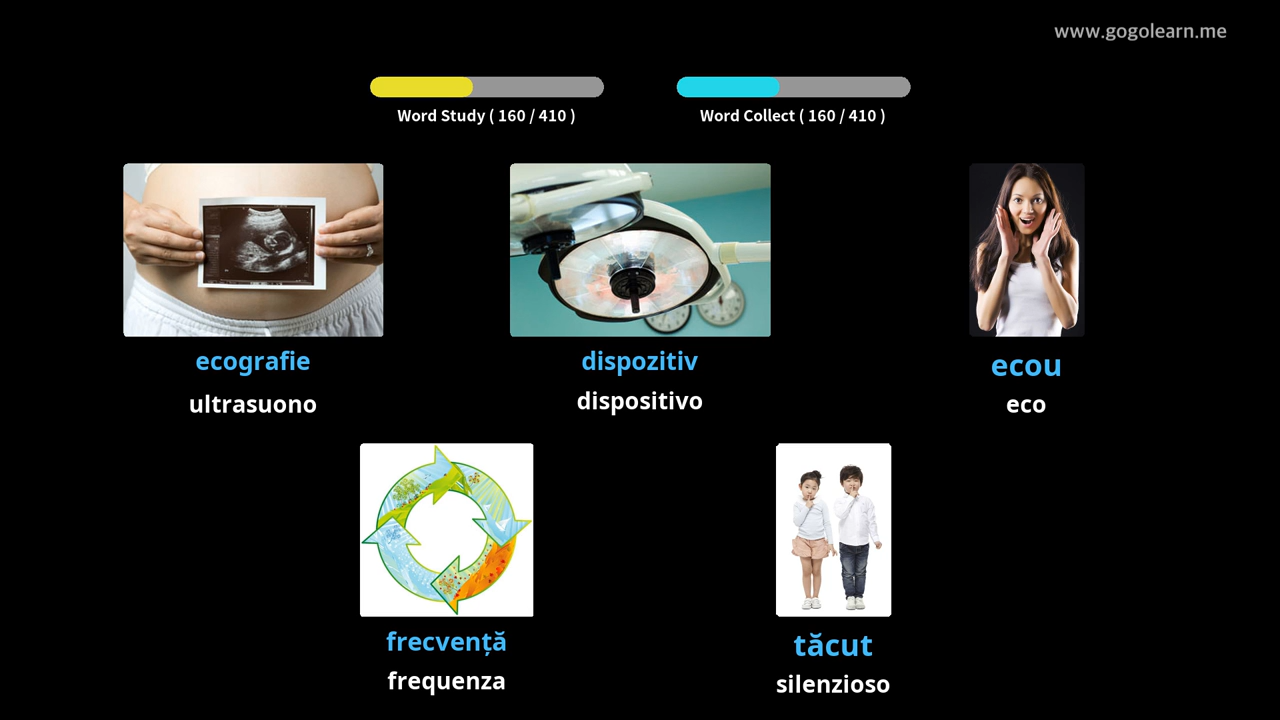 www.gogolearn.me
Word Study ( 160 / 410 )
Word Collect ( 160 / 410 )
ecografie
ultrasuono
dispozitiv
dispositivo
ecou
eco
frecvență
frequenza
tăcut
silenzioso